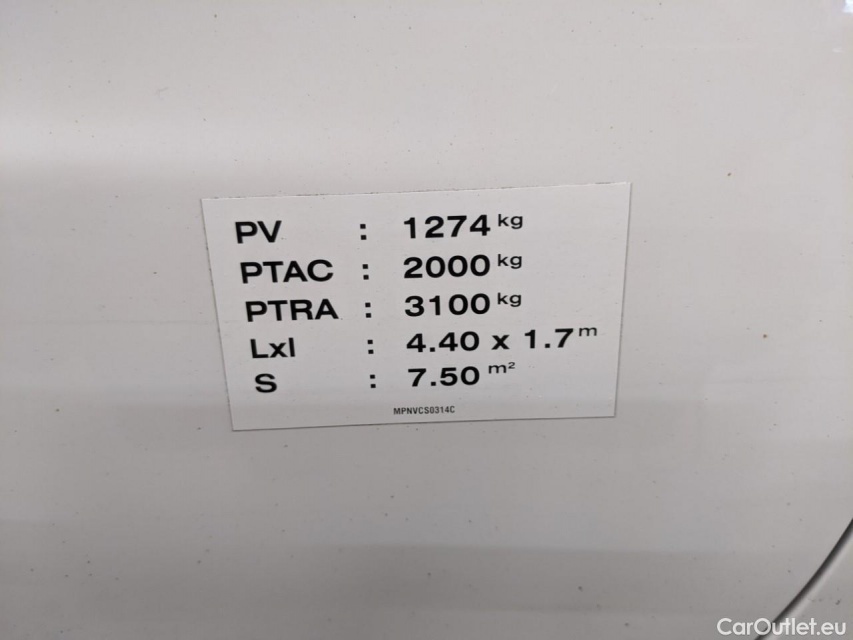 PV : 1274 kg
PTAC : 2000 kg
PTRA : 3100 kg
Lxl : 4.40 x 1.7 m
S : 7.50 m²
MPNVCS0314C
CarOutlet.eu